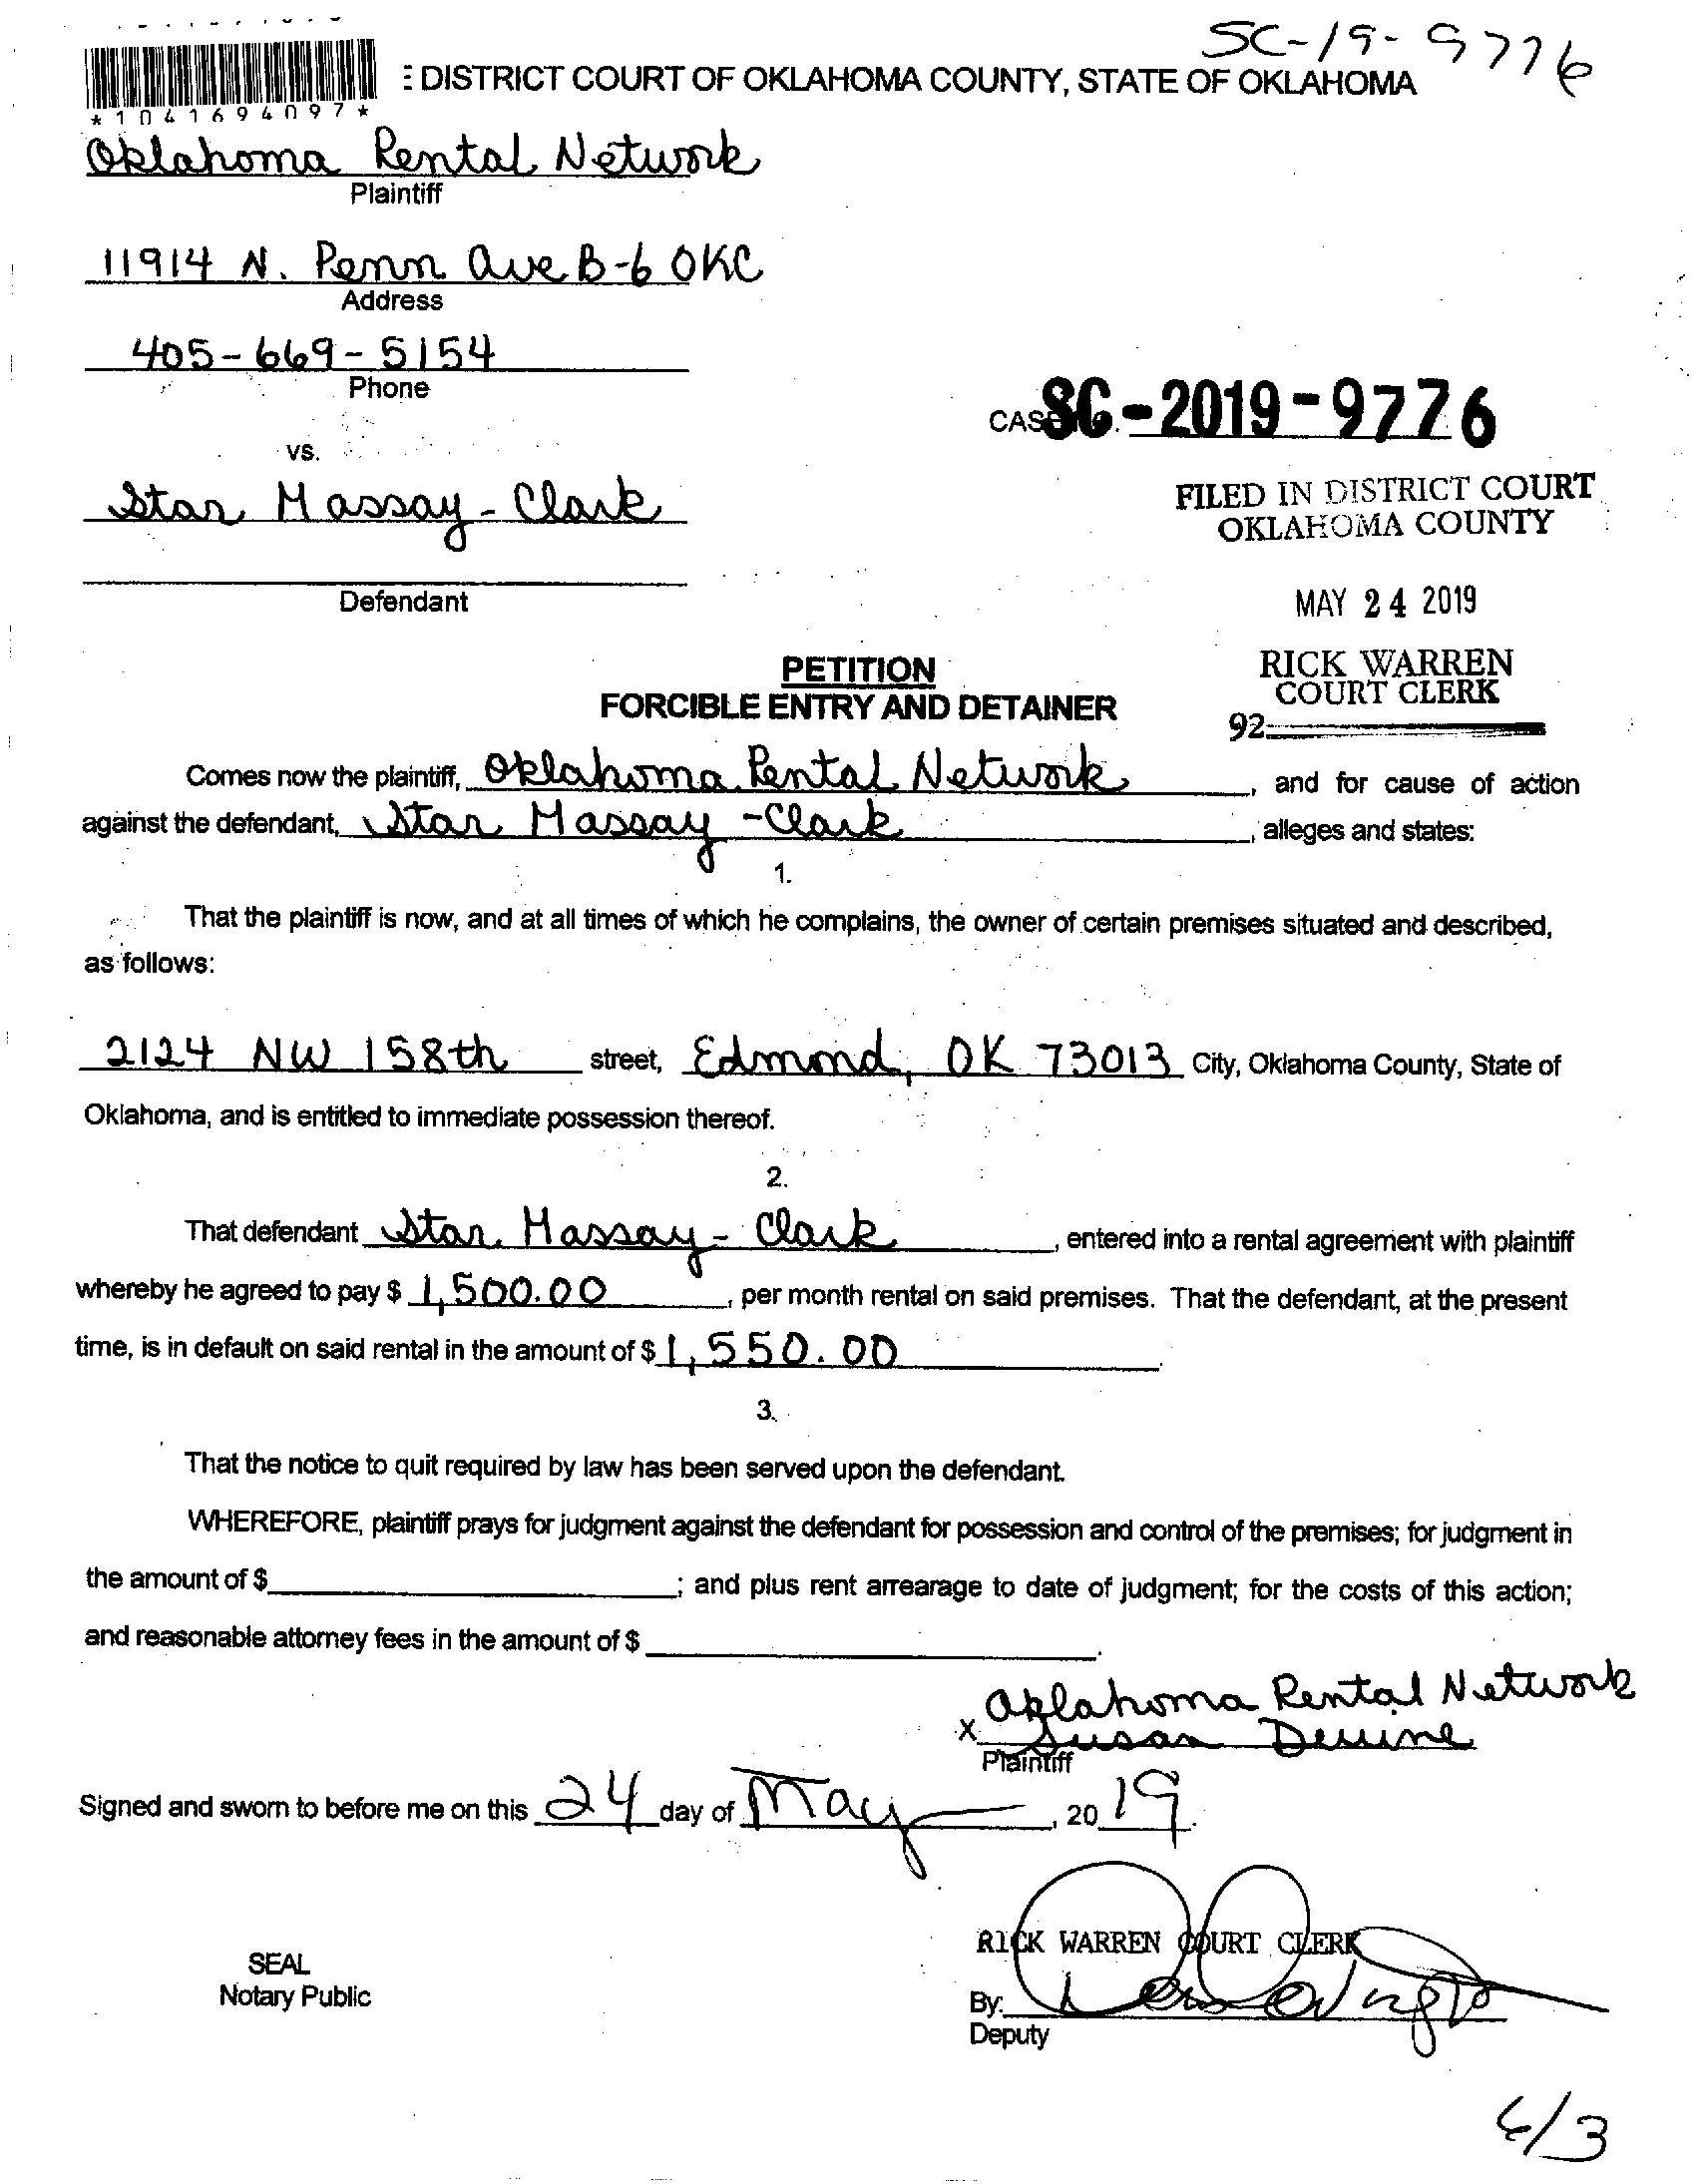 SC-19-9776
DISTRICT COURT OF OKLAHOMA COUNTY, STATE OF OKLAHOMA
*1041694097*
Oklahoma Rental Network
Plaintiff
11914 N. Penn Ave B-6 OKC
Address
405-669-5154
Phone
CAS SC-2019-9776
vs.
Star Massay-Clark
FILED IN DISTRICT COURT
OKLAHOMA COUNTY
Defendant
MAY 24 2019
PETITION
FORCIBLE ENTRY AND DETAINER
RICK WARREN
COURT CLERK
92
Comes now the plaintiff, Oklahoma Rental Network, and for cause of action
against the defendant, Star Massay-Clark, alleges and states:
1.
That the plaintiff is now, and at all times of which he complains, the owner of certain premises situated and described,
as follows:
2124 NW 158th street, Edmond, OK 73013 City, Oklahoma County, State of
Oklahoma, and is entitled to immediate possession thereof.
2.
That defendant Star Massay-Clark, entered into a rental agreement with plaintiff
whereby he agreed to pay $ 1,500.00, per month rental on said premises. That the defendant, at the present
time, is in default on said rental in the amount of $ 1,550.00
3.
That the notice to quit required by law has been served upon the defendant.
WHEREFORE, plaintiff prays for judgment against the defendant for possession and control of the premises; for judgment in
the amount of $ ; and plus rent arrearage to date of judgment; for the costs of this action;
and reasonable attorney fees in the amount of $ .
Oklahoma Rental Network
X Susan Devine
Plaintiff
Signed and sworn to before me on this 24 day of May, 20 19.
RICK WARREN COURT CLERK
SEAL
Notary Public
By:
Deputy
6/3